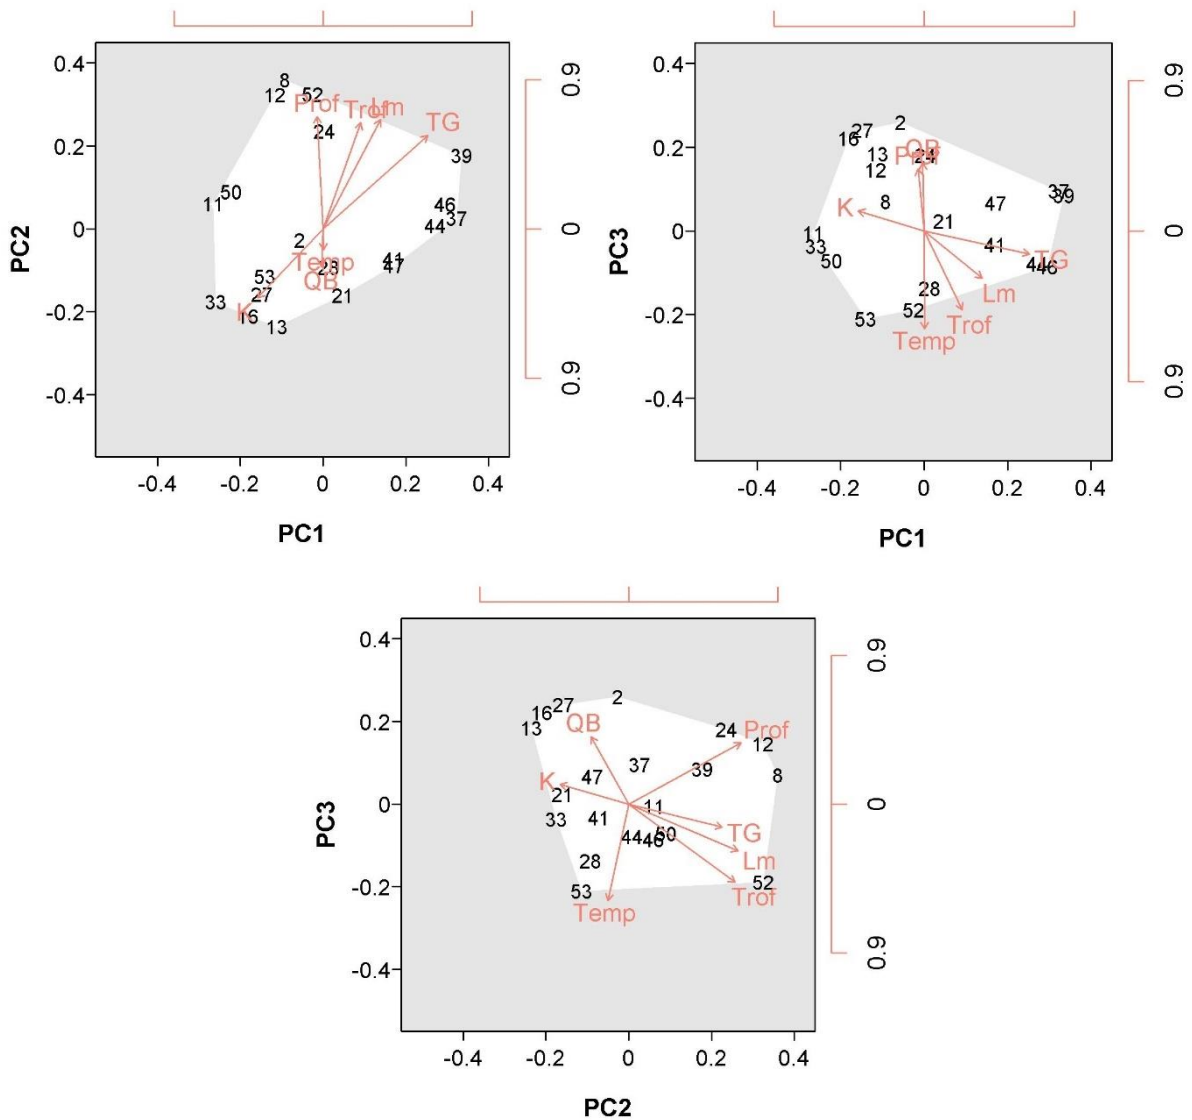 0.4
0.2
0
-0.2
-0.4
PC2
8
12
52
Prof
Trof
Lm
TG
24
39
50
11
46
37
44
2
41
47
Temp
28
QB
53
27
21
33
K
16
13
0.9
0
0.9
-0.4 -0.2 0 0.2 0.4
PC1
0.4
0.2
0
-0.2
-0.4
PC3
2
27
16
13
QB
Prof
24
12
37
39
8
47
K
21
11
33
41
50
44
TG
46
28
Lm
52
53
Trof
Temp
0.9
0
0.9
-0.4 -0.2 0 0.2 0.4
PC1
0.4
0.2
0
-0.2
-0.4
PC3
2
27
16
13
QB
24
Prof
12
37
39
8
47
K
21
11
33
41
44
46
50
TG
Lm
28
53
52
Trof
Temp
0.9
0
0.9
-0.4 -0.2 0 0.2 0.4
PC2